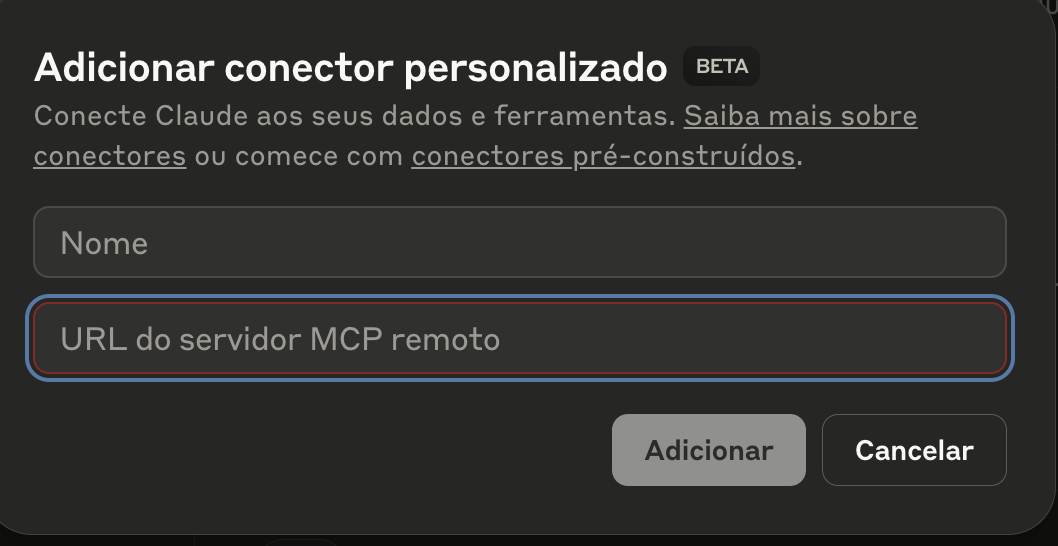 Adicionar conector personalizado BETA
Conecte Claude aos seus dados e ferramentas. Saiba mais sobre
conectores ou comece com conectores pré-construídos.
Nome
URL do servidor MCP remoto
Adicionar Cancelar